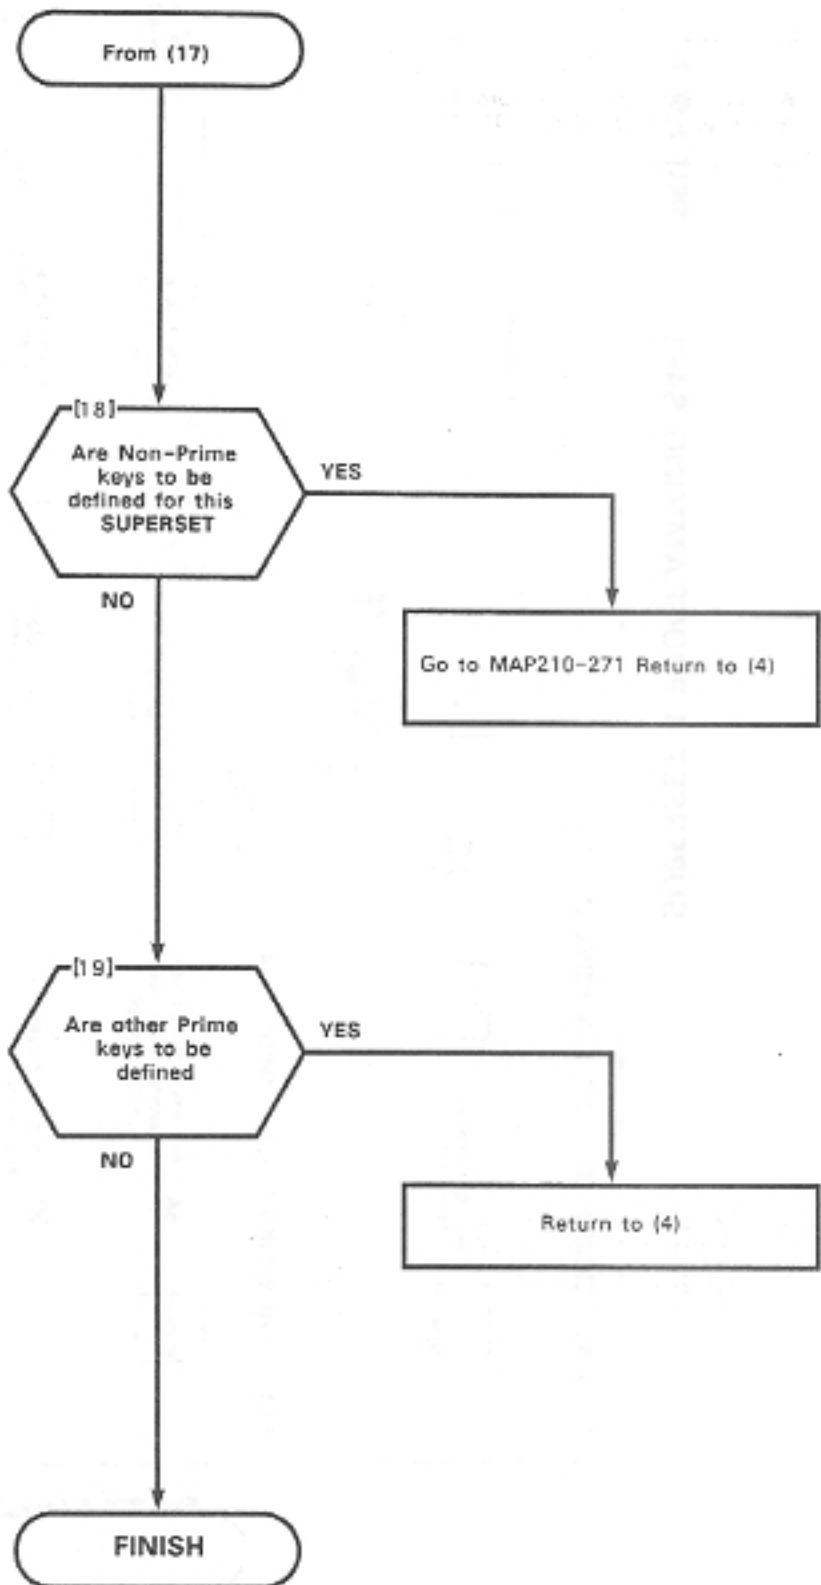 From (17)
[18]
Are Non-Prime
keys to be
defined for this
SUPERSET
YES
NO
Go to MAP210-271 Return to (4)
[19]
Are other Prime
keys to be
defined
YES
NO
Return to (4)
FINISH